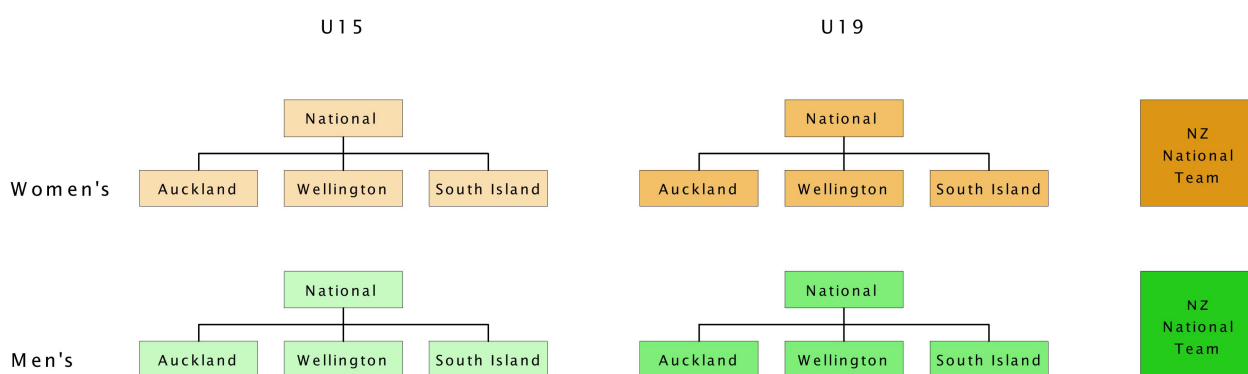 U15 U19
National National NZ
National
Team
Women's Auckland Wellington South Island Auckland Wellington South Island
National National NZ
National
Team
Men's Auckland Wellington South Island Auckland Wellington South Island